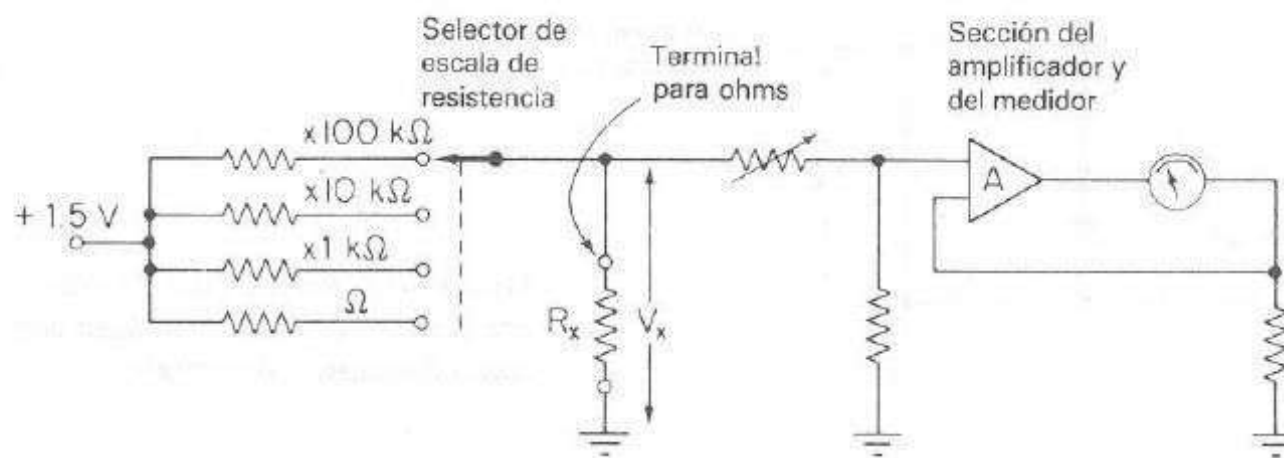 Selector de
escala de
resistencia
Terminal
para ohms
Sección del
amplificador y
del medidor
x100 kΩ
x10 kΩ
+ 1.5 V
x1 kΩ
Ω
A
Rx
Vx